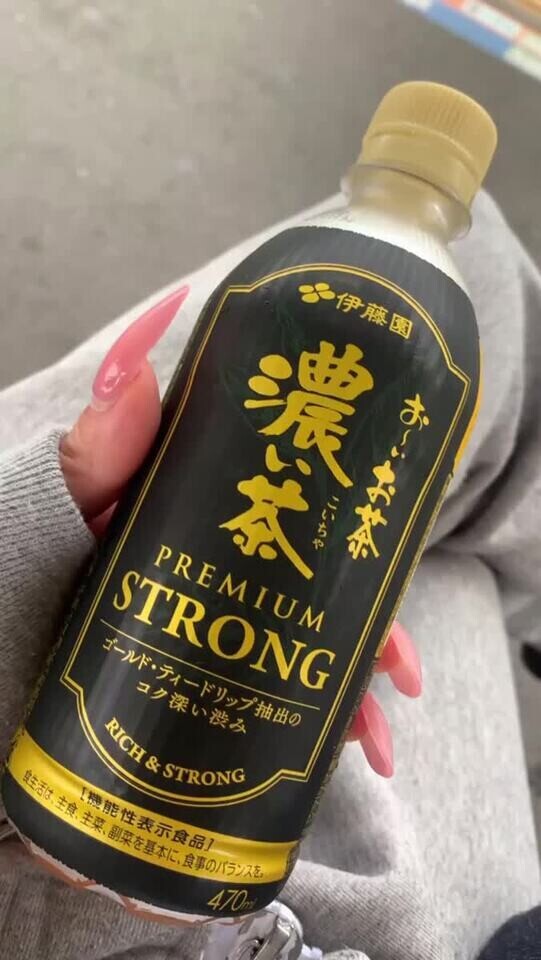 伊藤園
お〜いお茶
濃い茶
こいちゃ
PREMIUM
STRONG
ゴールド・ティードリップ抽出の
コク深い渋み
RICH & STRONG
［機能性表示食品］
食生活は、主食、主菜、副菜を基本に、食事のバランスを。
470ml